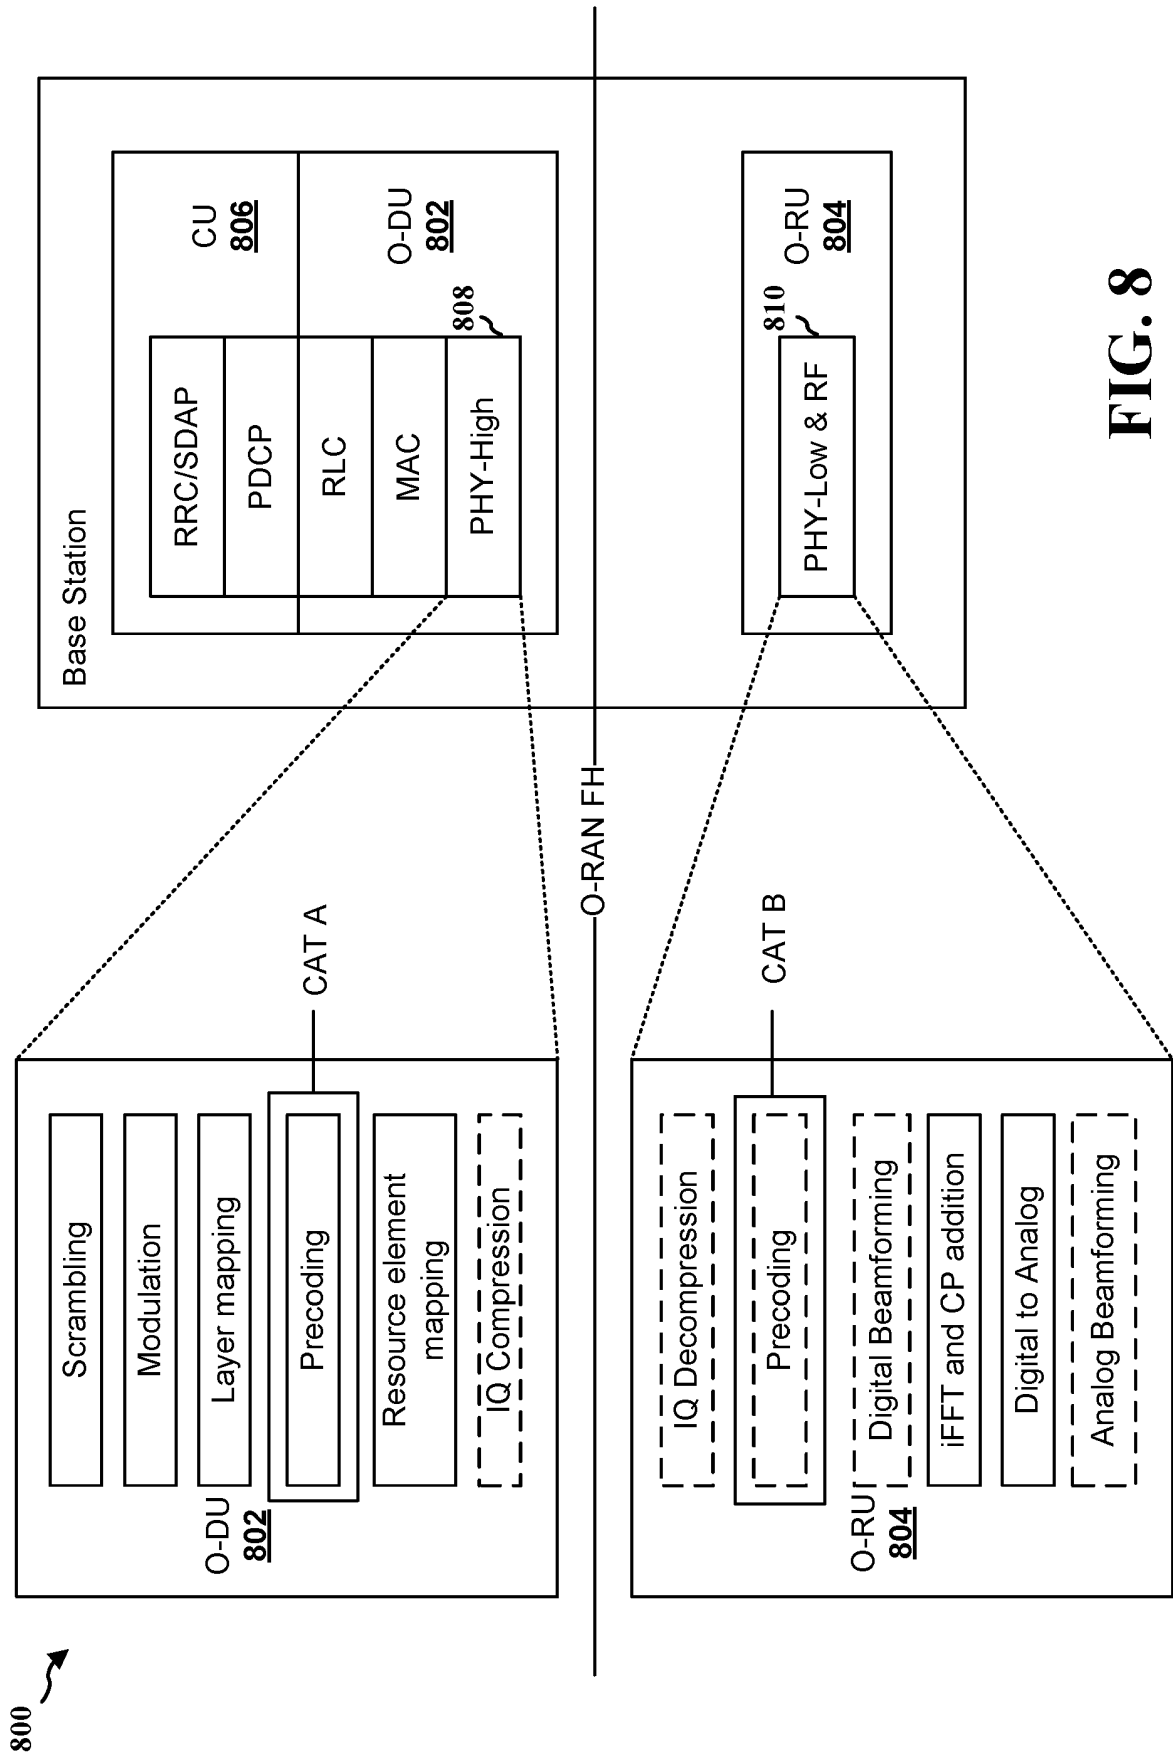 800
O-DU
802
Scrambling
Modulation
Layer mapping
Precoding
Resource element
mapping
IQ Compression
CAT A
Base Station
RRC/SDAP
PDCP
RLC
MAC
PHY-High
808
CU
806
O-DU
802
O-RAN FH
O-RU
804
IQ Decompression
Precoding
Digital Beamforming
iFFT and CP addition
Digital to Analog
Analog Beamforming
CAT B
PHY-Low & RF
810
O-RU
804
FIG. 8